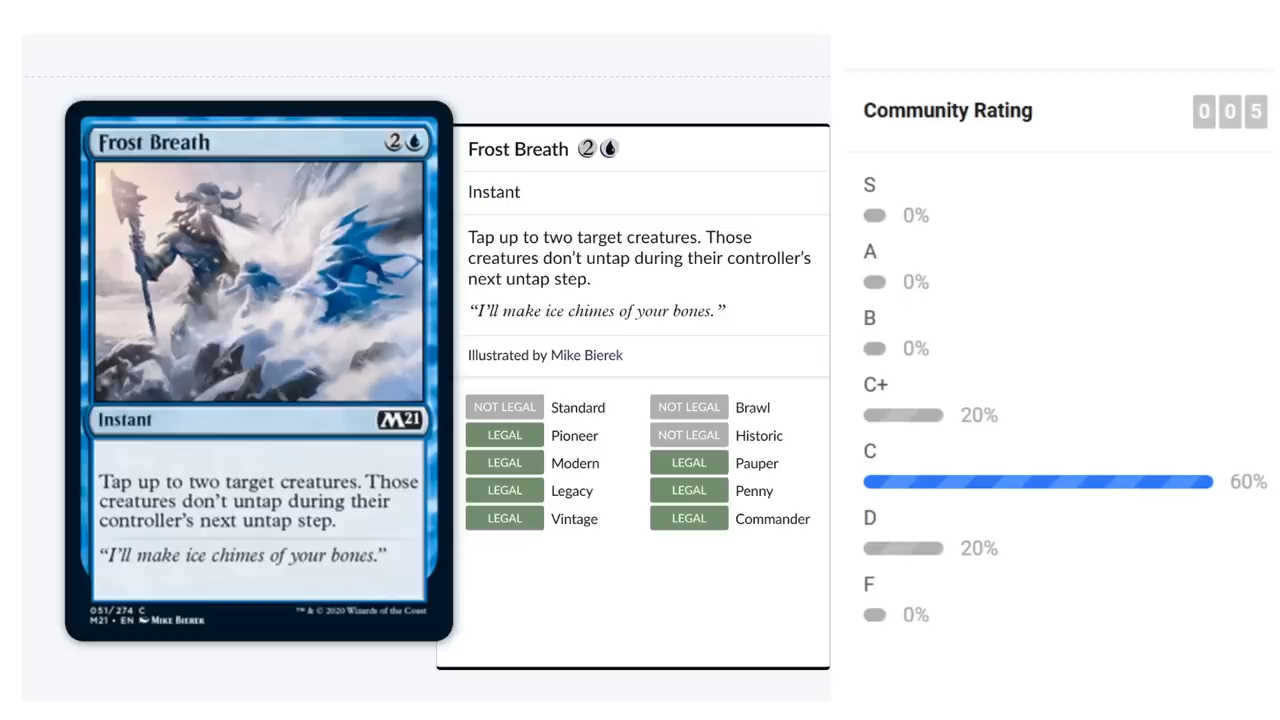 Frost Breath 2
Instant
M21
Tap up to two target creatures. Those
creatures don't untap during their
controller's next untap step.
“I'll make ice chimes of your bones.”
051/274 C
M21 • EN Mike Bierek
™ & © 2020 Wizards of the Coast
Frost Breath 2
Instant
Tap up to two target creatures. Those
creatures don’t untap during their controller’s
next untap step.
“I’ll make ice chimes of your bones.”
Illustrated by Mike Bierek
NOT LEGAL Standard NOT LEGAL Brawl
LEGAL Pioneer NOT LEGAL Historic
LEGAL Modern LEGAL Pauper
LEGAL Legacy LEGAL Penny
LEGAL Vintage LEGAL Commander
Community Rating 0 0 5
S
0%
A
0%
B
0%
C+
20%
C
60%
D
20%
F
0%